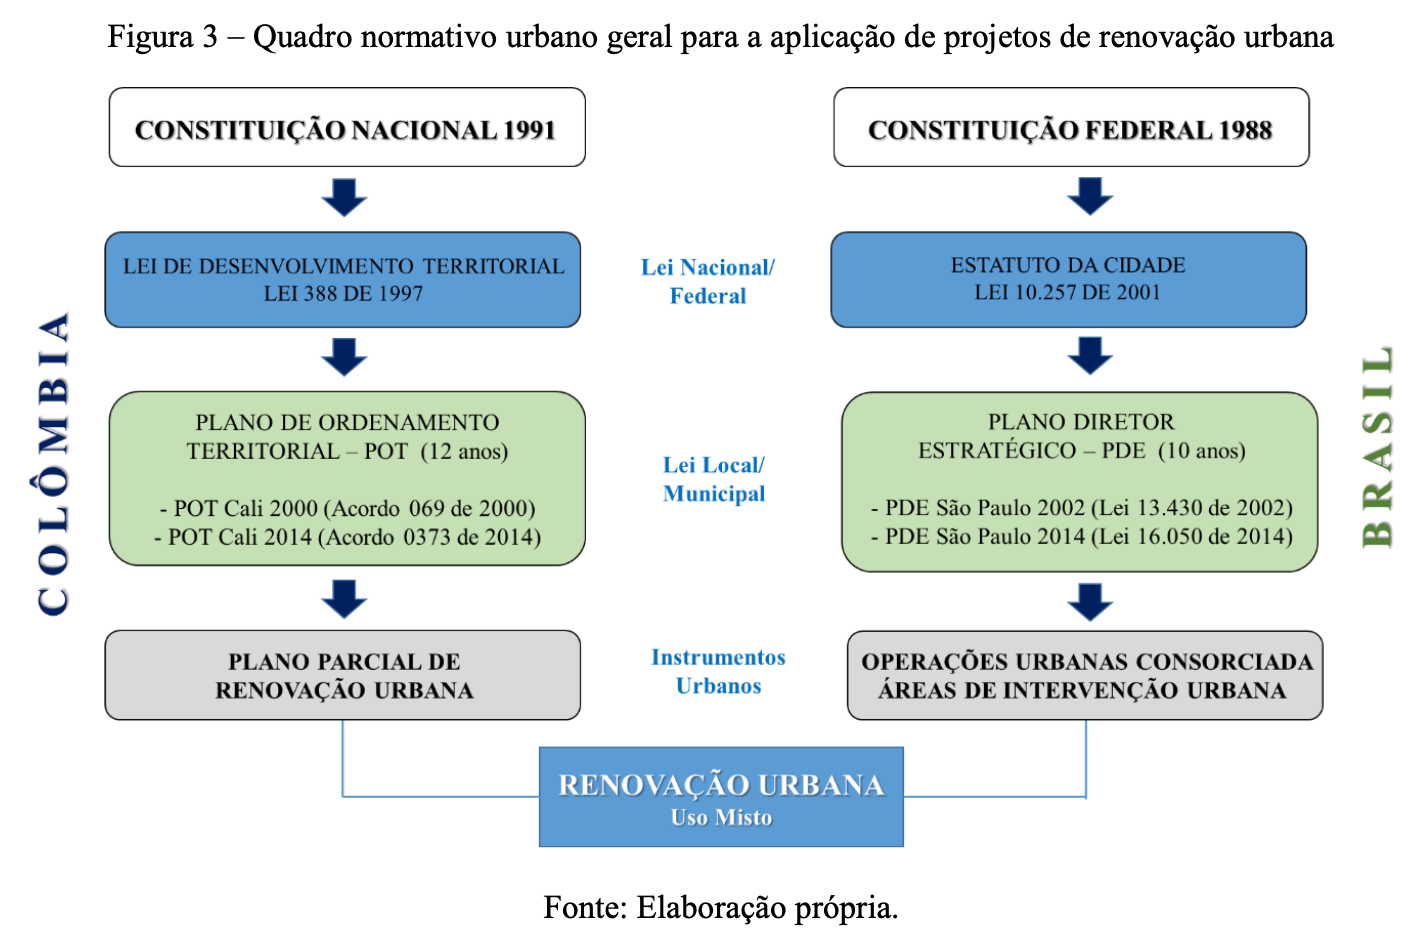 Figura 3 – Quadro normativo urbano geral para a aplicação de projetos de renovação urbana
COLÔMBIA
CONSTITUIÇÃO NACIONAL 1991
LEI DE DESENVOLVIMENTO TERRITORIAL
LEI 388 DE 1997
PLANO DE ORDENAMENTO
TERRITORIAL – POT (12 anos)
- POT Cali 2000 (Acordo 069 de 2000)
- POT Cali 2014 (Acordo 0373 de 2014)
PLANO PARCIAL DE
RENOVAÇÃO URBANA
Lei Nacional/
Federal
Lei Local/
Municipal
Instrumentos
Urbanos
CONSTITUIÇÃO FEDERAL 1988
ESTATUTO DA CIDADE
LEI 10.257 DE 2001
PLANO DIRETOR
ESTRATÉGICO – PDE (10 anos)
- PDE São Paulo 2002 (Lei 13.430 de 2002)
- PDE São Paulo 2014 (Lei 16.050 de 2014)
OPERAÇÕES URBANAS CONSORCIADA
ÁREAS DE INTERVENÇÃO URBANA
BRASIL
RENOVAÇÃO URBANA
Uso Misto
Fonte: Elaboração própria.